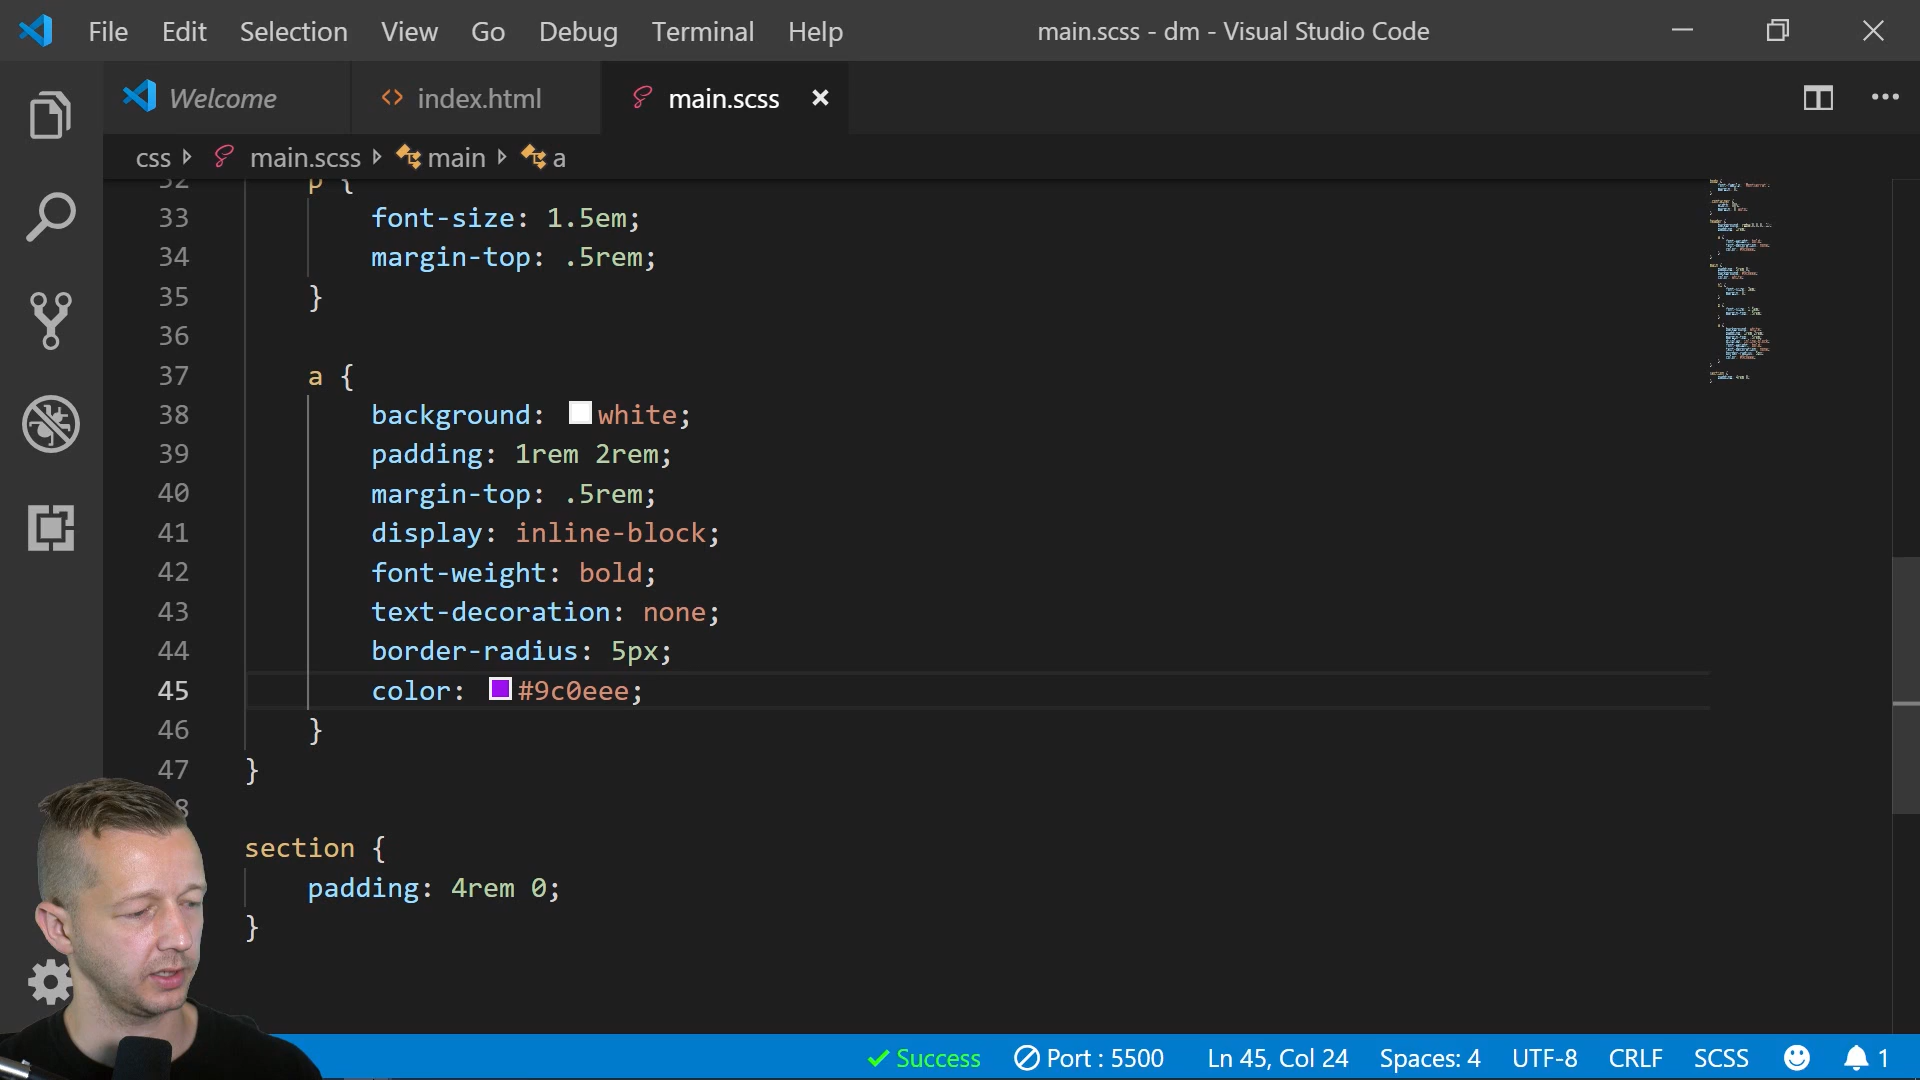 File Edit Selection View Go Debug Terminal Help main.scss - dm - Visual Studio Code
Welcome index.html main.scss
css main.scss main a
32 p {
33 font-size: 1.5em;
34 margin-top: .5rem;
35 }
36
37 a {
38 background: white;
39 padding: 1rem 2rem;
40 margin-top: .5rem;
41 display: inline-block;
42 font-weight: bold;
43 text-decoration: none;
44 border-radius: 5px;
45 color: #9c0eee;
46 }
47 }
8
section {
padding: 4rem 0;
}
Success Port : 5500 Ln 45, Col 24 Spaces: 4 UTF-8 CRLF SCSS 1